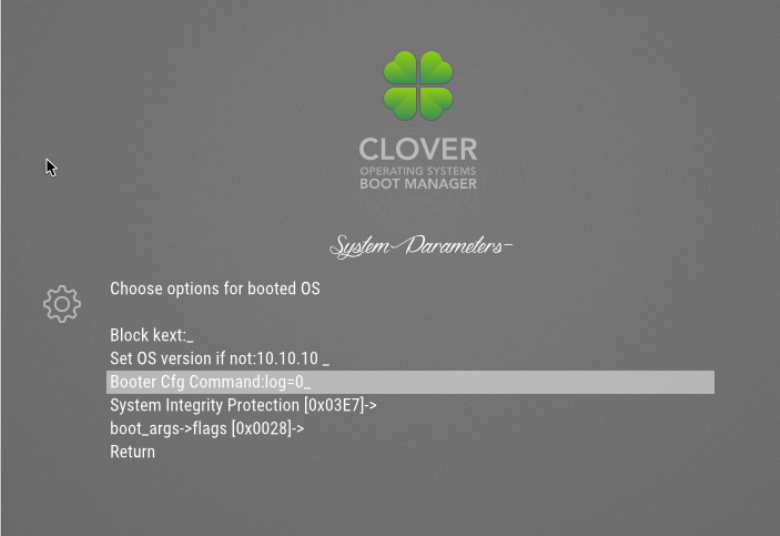 CLOVER
OPERATING SYSTEMS
BOOT MANAGER
System Parameters
Choose options for booted OS
Block kext:_
Set OS version if not:10.10.10 _
Booter Cfg Command:log=0_
System Integrity Protection [0x03E7]->
boot_args->flags [0x0028]->
Return